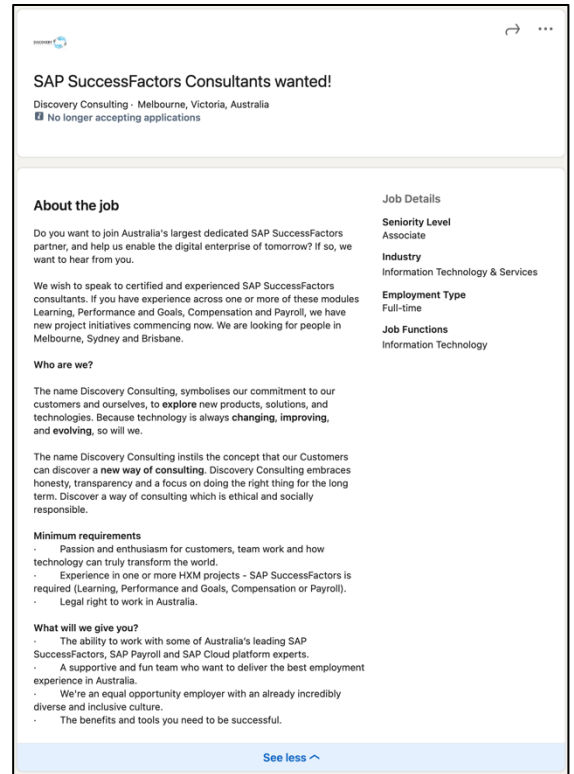 DISCOVERY
SAP SuccessFactors Consultants wanted!
Discovery Consulting · Melbourne, Victoria, Australia
No longer accepting applications
About the job
Do you want to join Australia's largest dedicated SAP SuccessFactors
partner, and help us enable the digital enterprise of tomorrow? If so, we
want to hear from you.
We wish to speak to certified and experienced SAP SuccessFactors
consultants. If you have experience across one or more of these modules
Learning, Performance and Goals, Compensation and Payroll, we have
new project initiatives commencing now. We are looking for people in
Melbourne, Sydney and Brisbane.
Who are we?
The name Discovery Consulting, symbolises our commitment to our
customers and ourselves, to explore new products, solutions, and
technologies. Because technology is always changing, improving,
and evolving, so will we.
The name Discovery Consulting instils the concept that our Customers
can discover a new way of consulting. Discovery Consulting embraces
honesty, transparency and a focus on doing the right thing for the long
term. Discover a way of consulting which is ethical and socially
responsible.
Minimum requirements
· Passion and enthusiasm for customers, team work and how
technology can truly transform the world.
· Experience in one or more HXM projects - SAP SuccessFactors is
required (Learning, Performance and Goals, Compensation or Payroll).
· Legal right to work in Australia.
What will we give you?
· The ability to work with some of Australia's leading SAP
SuccessFactors, SAP Payroll and SAP Cloud platform experts.
· A supportive and fun team who want to deliver the best employment
experience in Australia.
· We're an equal opportunity employer with an already incredibly
diverse and inclusive culture.
· The benefits and tools you need to be successful.
Job Details
Seniority Level
Associate
Industry
Information Technology & Services
Employment Type
Full-time
Job Functions
Information Technology
See less